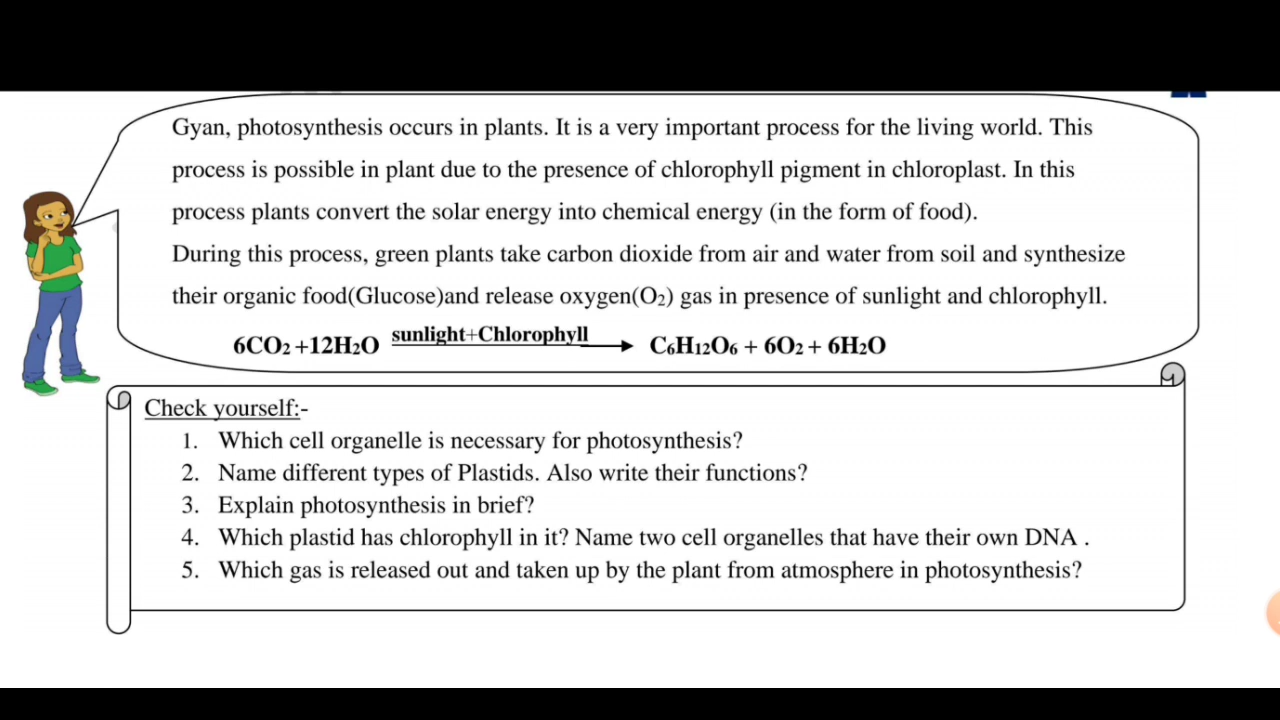 Gyan, photosynthesis occurs in plants. It is a very important process for the living world. This
process is possible in plant due to the presence of chlorophyll pigment in chloroplast. In this
process plants convert the solar energy into chemical energy (in the form of food).
During this process, green plants take carbon dioxide from air and water from soil and synthesize
their organic food(Glucose)and release oxygen(O₂) gas in presence of sunlight and chlorophyll.
6CO₂ +12H₂O sunlight+Chlorophyll → C₆H₁₂O₆ + 6O₂ + 6H₂O
Check yourself:-
1. Which cell organelle is necessary for photosynthesis?
2. Name different types of Plastids. Also write their functions?
3. Explain photosynthesis in brief?
4. Which plastid has chlorophyll in it? Name two cell organelles that have their own DNA .
5. Which gas is released out and taken up by the plant from atmosphere in photosynthesis?